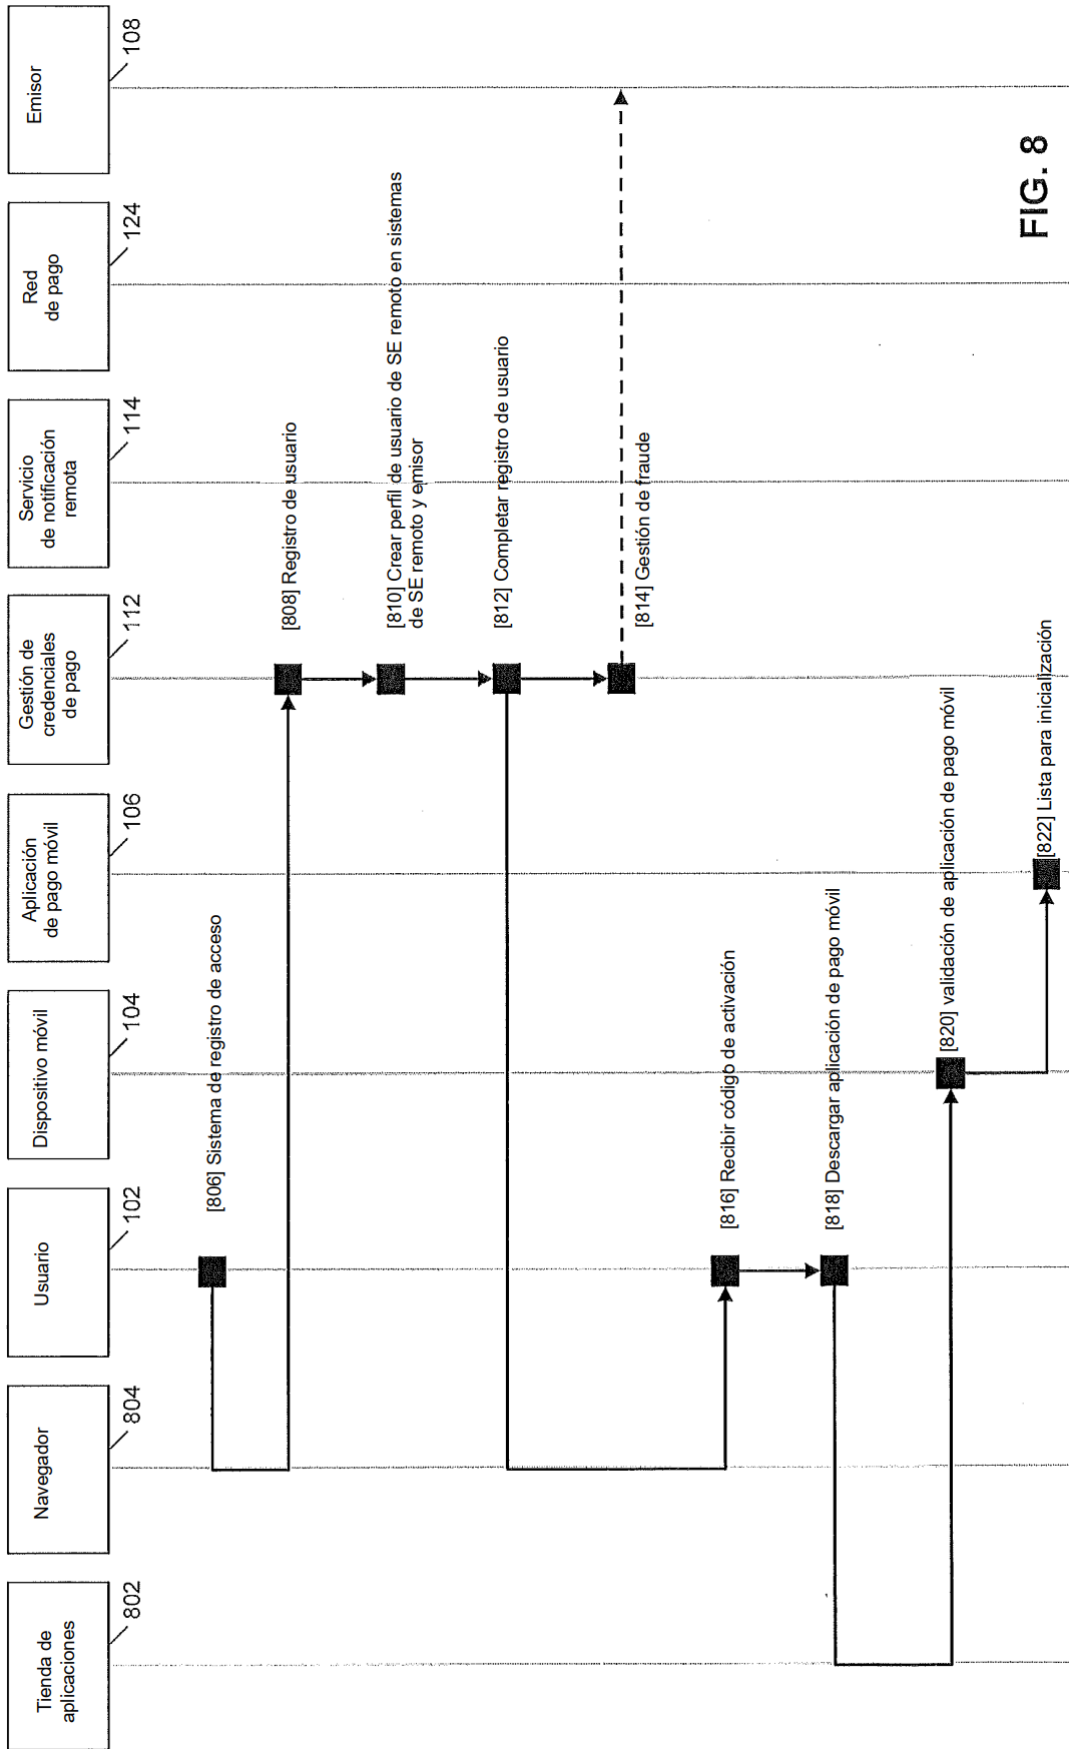 Tienda de
aplicaciones
802
Navegador
804
Usuario
102
Dispositivo móvil
104
Aplicación
de pago móvil
106
Gestión de
credenciales
de pago
112
Servicio
de notificación
remota
114
Red
de pago
124
Emisor
108
[806] Sistema de registro de acceso
[808] Registro de usuario
[810] Crear perfil de usuario de SE remoto en sistemas
de SE remoto y emisor
[812] Completar registro de usuario
[814] Gestión de fraude
[816] Recibir código de activación
[818] Descargar aplicación de pago móvil
[820] validación de aplicación de pago móvil
[822] Lista para inicialización
FIG. 8